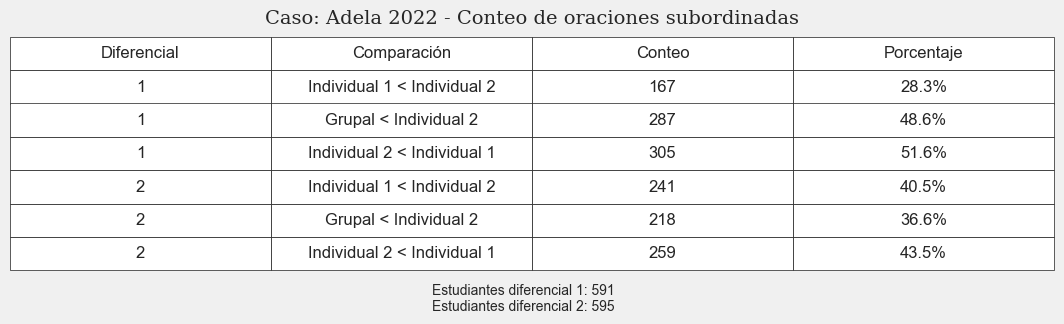 Caso: Adela 2022 - Conteo de oraciones subordinadas
Diferencial Comparación Conteo Porcentaje
1 Individual 1 < Individual 2 167 28.3%
1 Grupal < Individual 2 287 48.6%
1 Individual 2 < Individual 1 305 51.6%
2 Individual 1 < Individual 2 241 40.5%
2 Grupal < Individual 2 218 36.6%
2 Individual 2 < Individual 1 259 43.5%
Estudiantes diferencial 1: 591
Estudiantes diferencial 2: 595